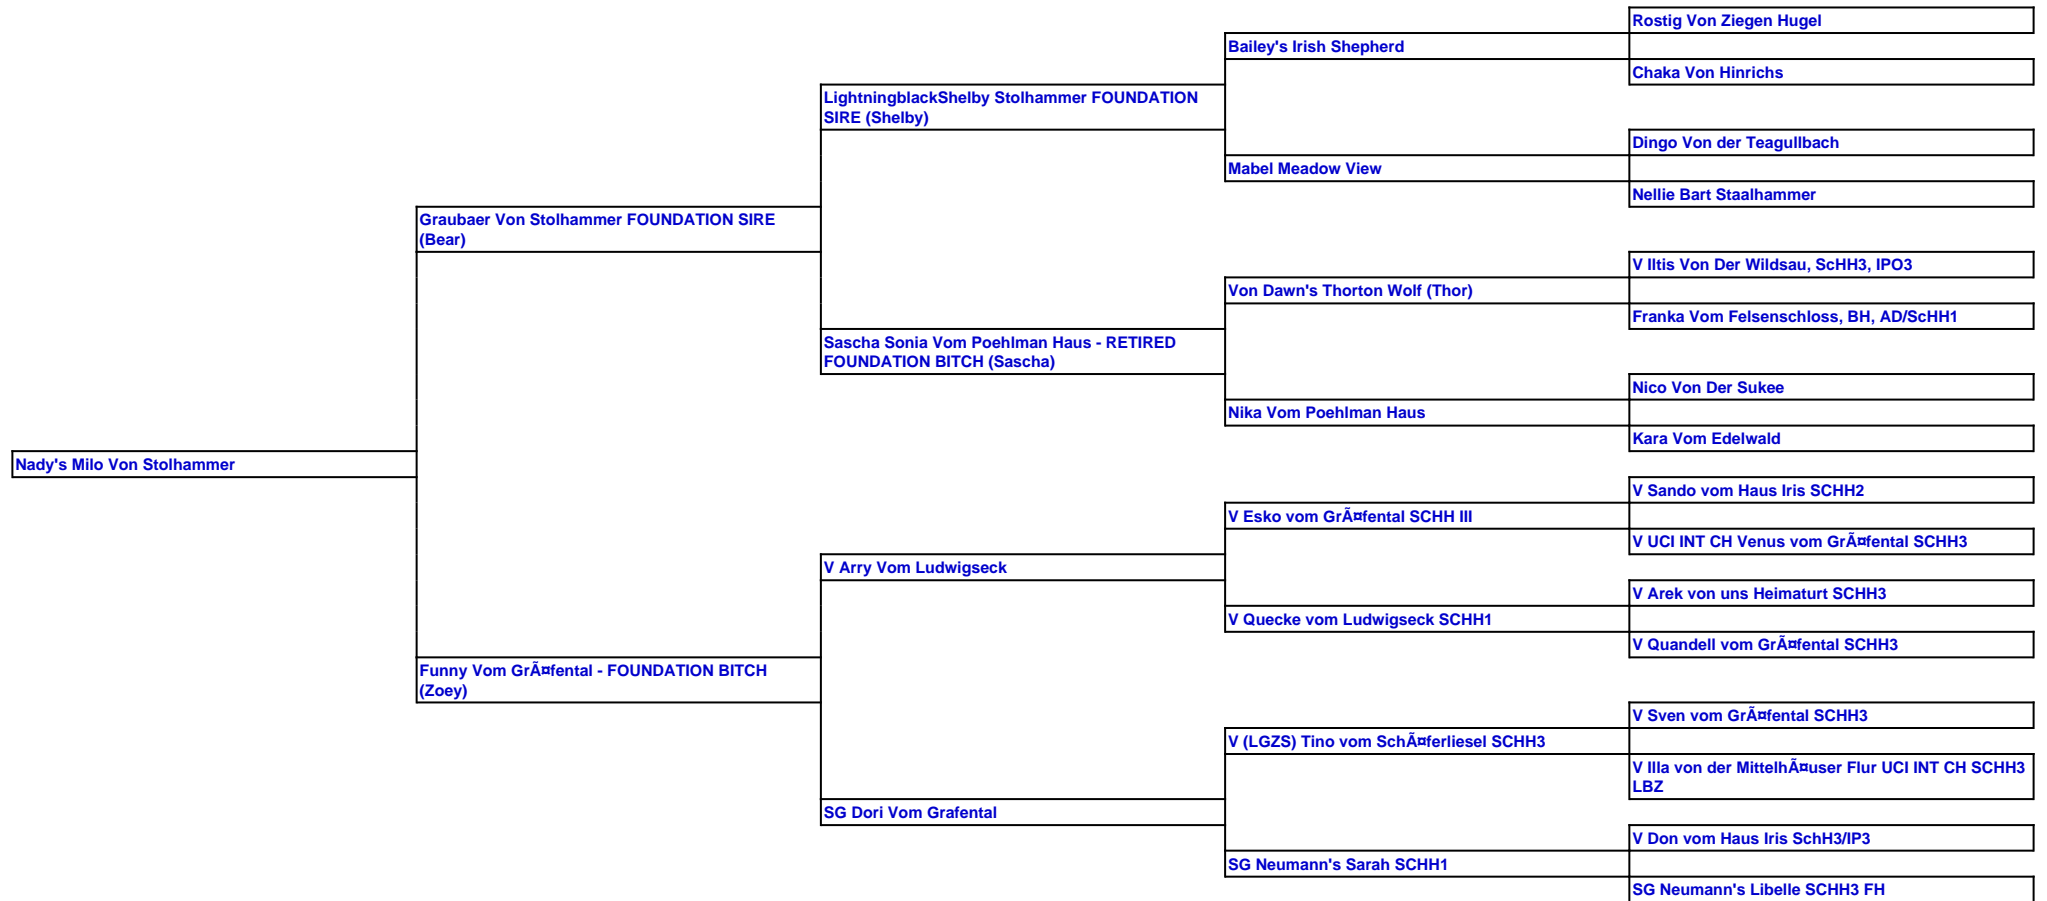 Rostig Von Ziegen Hugel
Bailey's Irish Shepherd
Chaka Von Hinrichs
LightningblackShelby Stolhammer FOUNDATION
SIRE (Shelby)
Dingo Von der Teagullbach
Mabel Meadow View
Nellie Bart Staalhammer
Graubaer Von Stolhammer FOUNDATION SIRE
(Bear)
V Iltis Von Der Wildsau, ScHH3, IPO3
Von Dawn's Thorton Wolf (Thor)
Franka Vom Felsenschloss, BH, AD/ScHH1
Sascha Sonia Vom Poehlman Haus - RETIRED
FOUNDATION BITCH (Sascha)
Nico Von Der Sukee
Nika Vom Poehlman Haus
Kara Vom Edelwald
Nady's Milo Von Stolhammer
V Sando vom Haus Iris SCHH2
V Esko vom GrÃ¤fental SCHH III
V UCI INT CH Venus vom GrÃ¤fental SCHH3
V Arry Vom Ludwigseck
V Arek von uns Heimaturt SCHH3
V Quecke vom Ludwigseck SCHH1
V Quandell vom GrÃ¤fental SCHH3
Funny Vom GrÃ¤fental - FOUNDATION BITCH
(Zoey)
V Sven vom GrÃ¤fental SCHH3
V (LGZS) Tino vom SchÃ¤ferliesel SCHH3
V Illa von der MittelhÃ¤user Flur UCI INT CH SCHH3
LBZ
SG Dori Vom Grafental
V Don vom Haus Iris SchH3/IP3
SG Neumann's Sarah SCHH1
SG Neumann's Libelle SCHH3 FH